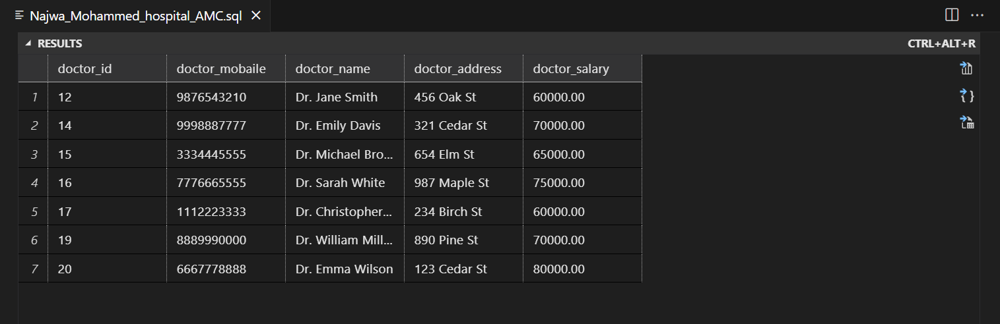 Najwa_Mohammed_hospital_AMC.sql
RESULTS CTRL+ALT+R
doctor_id doctor_mobaile doctor_name doctor_address doctor_salary
1 12 9876543210 Dr. Jane Smith 456 Oak St 60000.00
2 14 9998887777 Dr. Emily Davis 321 Cedar St 70000.00
3 15 3334445555 Dr. Michael Bro... 654 Elm St 65000.00
4 16 7776665555 Dr. Sarah White 987 Maple St 75000.00
5 17 1112223333 Dr. Christopher... 234 Birch St 60000.00
6 19 8889990000 Dr. William Mill... 890 Pine St 70000.00
7 20 6667778888 Dr. Emma Wilson 123 Cedar St 80000.00